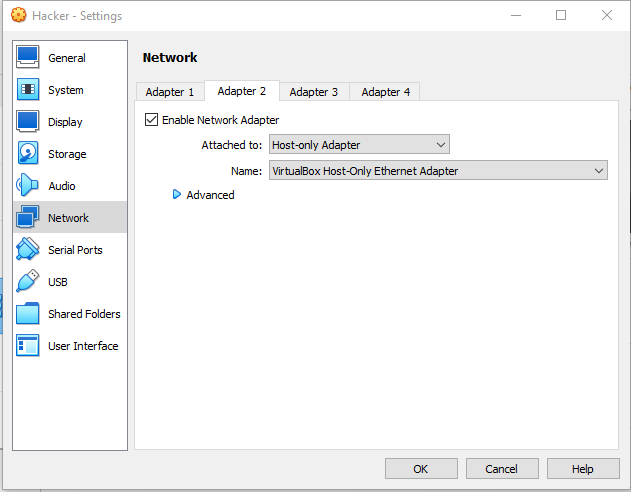 Hacker - Settings
General
System
Display
Storage
Audio
Network
Serial Ports
USB
Shared Folders
User Interface
Network
Adapter 1 Adapter 2 Adapter 3 Adapter 4
Enable Network Adapter
Attached to: Host-only Adapter
Name: VirtualBox Host-Only Ethernet Adapter
Advanced
OK Cancel Help